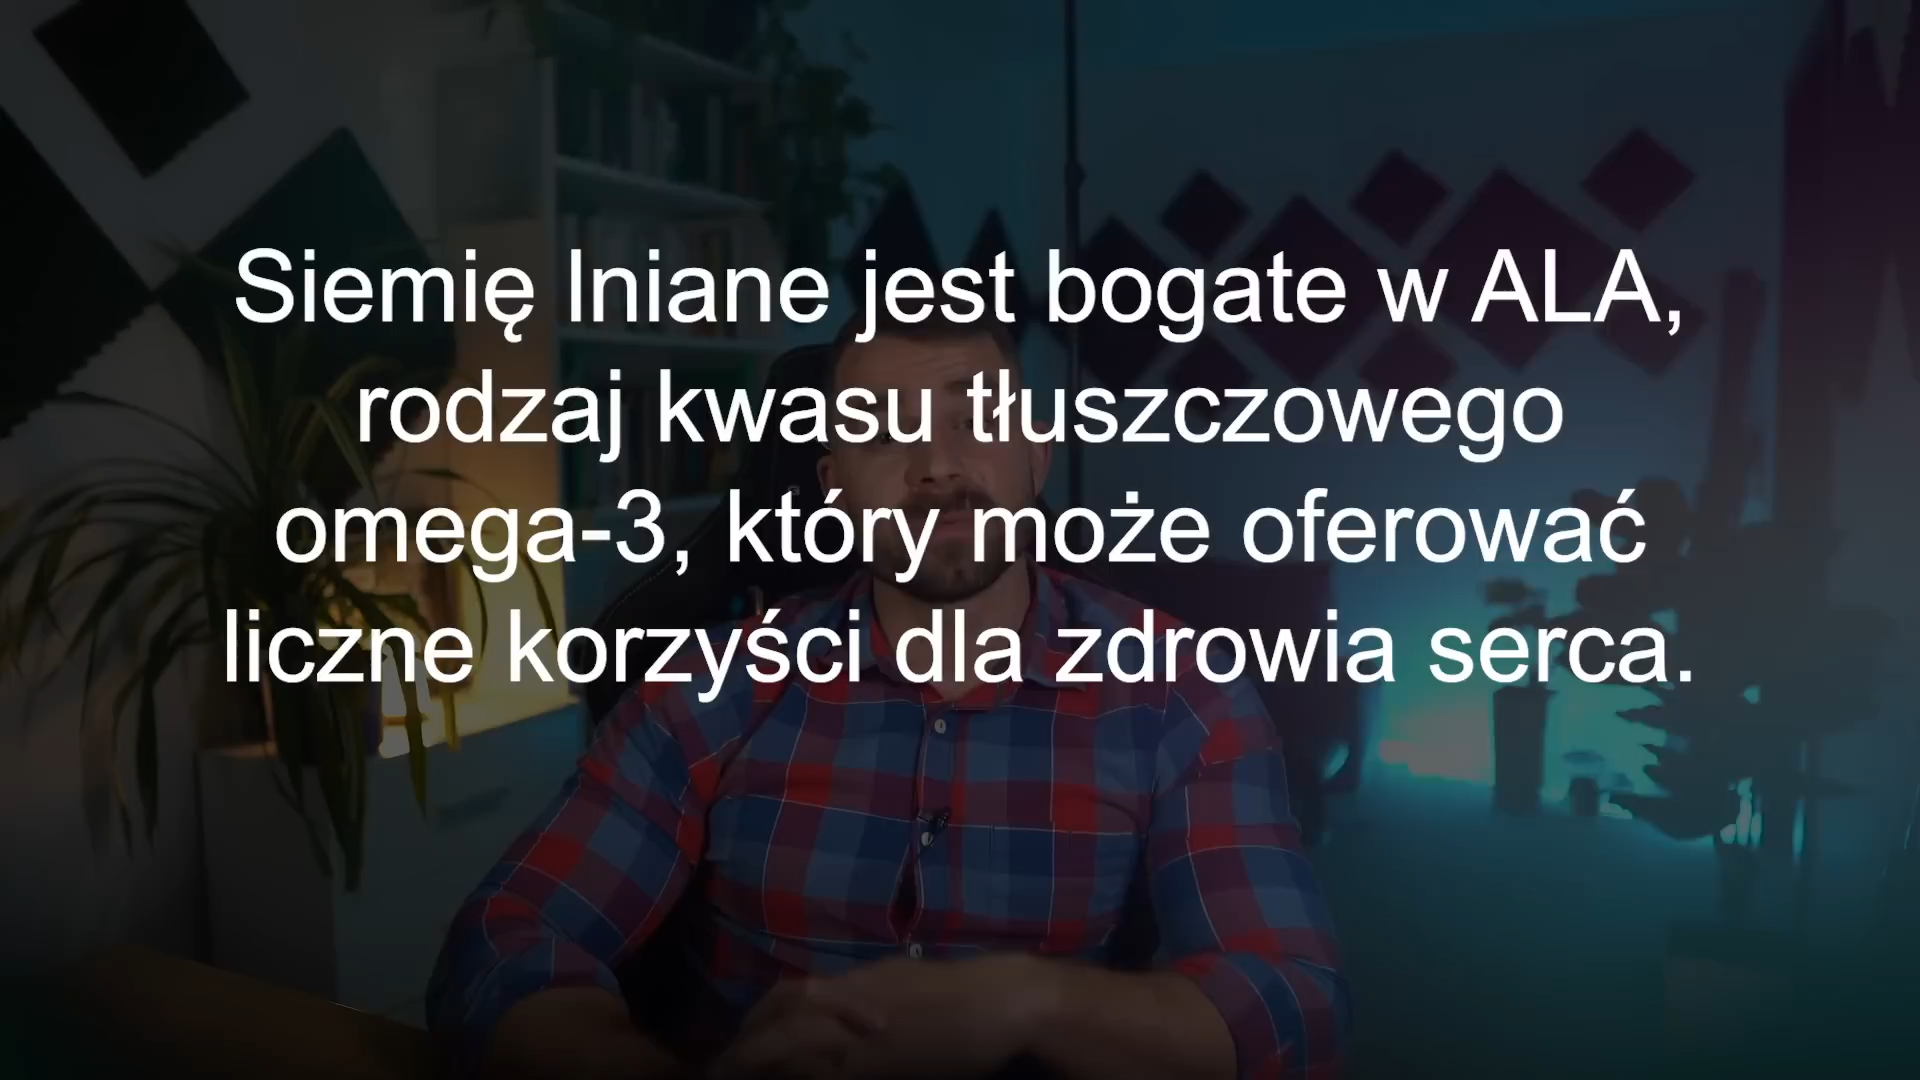 Siemię lniane jest bogate w ALA,
rodzaj kwasu tłuszczowego
omega-3, który może oferować
liczne korzyści dla zdrowia serca.